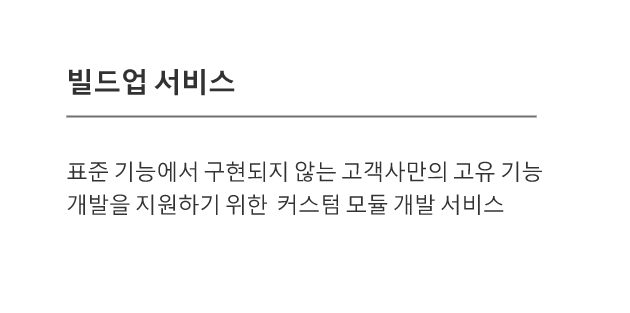 빌드업 서비스
표준 기능에서 구현되지 않는 고객사만의 고유 기능
개발을 지원하기 위한 커스텀 모듈 개발 서비스